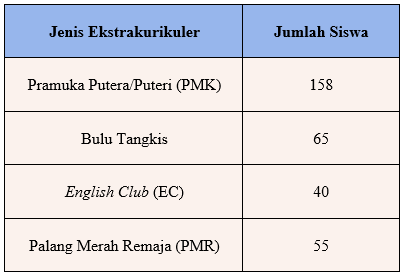 Jenis Ekstrakurikuler Jumlah Siswa
Pramuka Putera/Puteri (PMK) 158
Bulu Tangkis 65
English Club (EC) 40
Palang Merah Remaja (PMR) 55